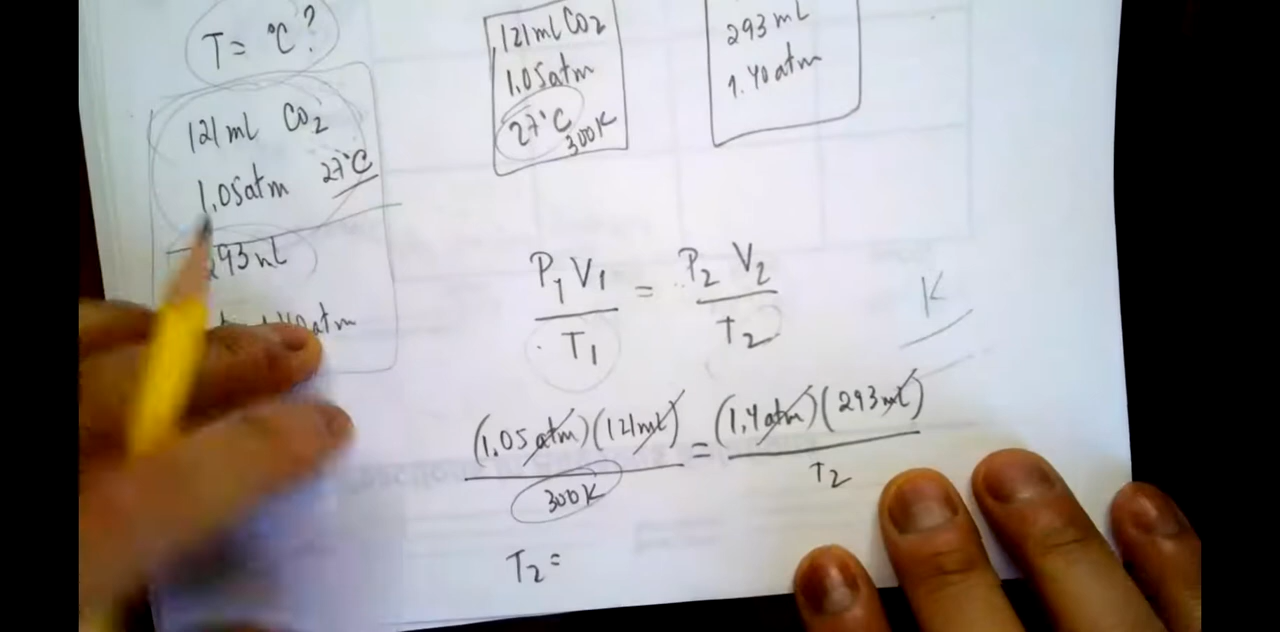 T = °C ?
121 ml CO2
1.05 atm 27°C
293 ml
atm
121 ml CO2
1.05 atm
27°C
300K
293 mL
1.40 atm
P1 V1 / T1 = P2 V2 / T2
K
(1.05 atm)(121 ml) / 300K = (1,4 atm)(293 ml) / T2
T2 =